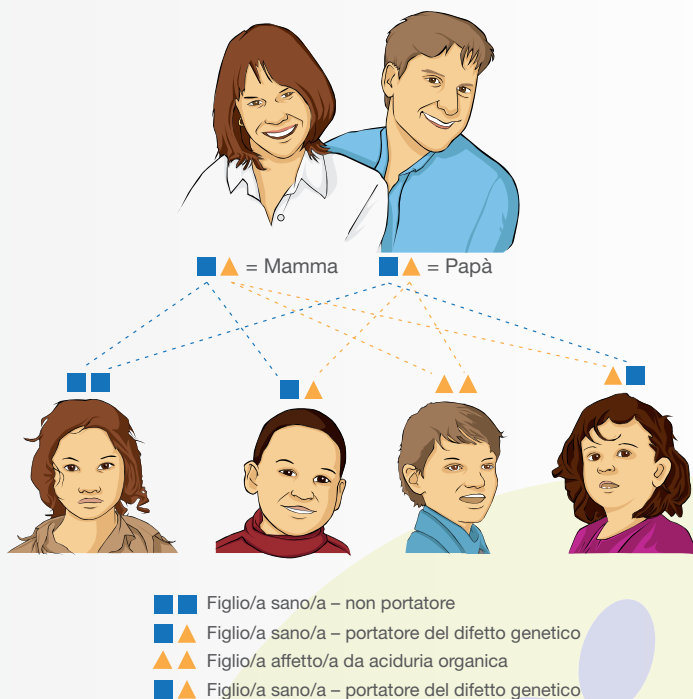 = Mamma = Papà
Figlio/a sano/a – non portatore
Figlio/a sano/a – portatore del difetto genetico
Figlio/a affetto/a da aciduria organica
Figlio/a sano/a – portatore del difetto genetico